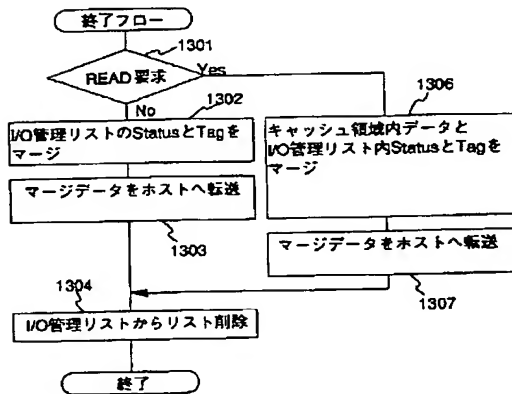 終了フロー
1301
READ 要求
Yes
No
1302
I/O管理リストのStatusとTagを
マージ
マージデータをホストへ転送
1303
1306
キャッシュ領域内データと
I/O管理リスト内StatusとTagを
マージ
マージデータをホストへ転送
1307
1304
I/O管理リストからリスト削除
終了